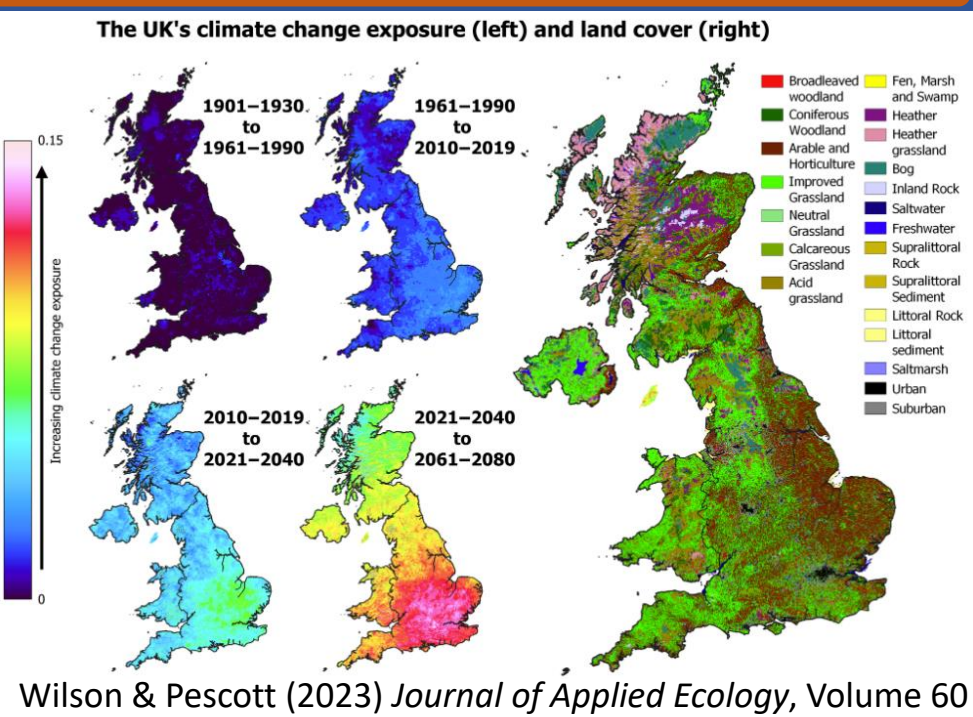 The UK's climate change exposure (left) and land cover (right)
0.15
Increasing climate change exposure
0
1901–1930
to
1961–1990
1961–1990
to
2010–2019
2010–2019
to
2021–2040
2021–2040
to
2061–2080
Broadleaved
woodland
Coniferous
Woodland
Arable and
Horticulture
Improved
Grassland
Neutral
Grassland
Calcareous
Grassland
Acid
grassland
Fen, Marsh
and Swamp
Heather
Heather
grassland
Bog
Inland Rock
Saltwater
Freshwater
Supralittoral
Rock
Supralittoral
Sediment
Littoral Rock
Littoral
sediment
Saltmarsh
Urban
Suburban
Wilson & Pescott (2023) Journal of Applied Ecology, Volume 60